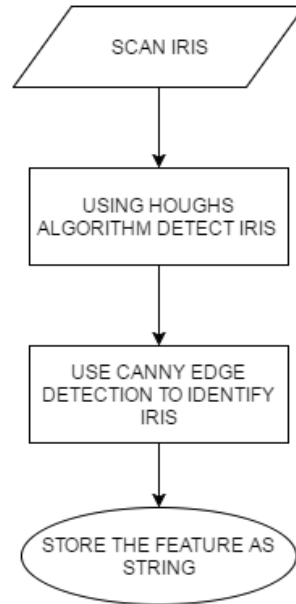 SCAN IRIS
USING HOUGHS
ALGORITHM DETECT IRIS
USE CANNY EDGE
DETECTION TO IDENTIFY
IRIS
STORE THE FEATURE AS
STRING